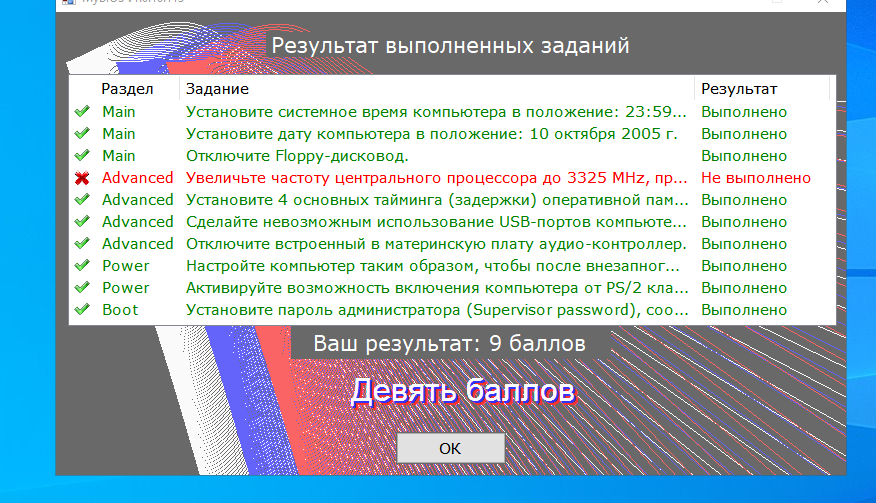 Результат выполненных заданий
Раздел Задание Результат
Main Установите системное время компьютера в положение: 23:59... Выполнено
Main Установите дату компьютера в положение: 10 октября 2005 г. Выполнено
Main Отключите Floppy-дисковод. Выполнено
Advanced Увеличьте частоту центрального процессора до 3325 MHz, пр... Не выполнено
Advanced Установите 4 основных тайминга (задержки) оперативной пам... Выполнено
Advanced Сделайте невозможным использование USB-портов компьюте... Выполнено
Advanced Отключите встроенный в материнскую плату аудио-контроллер. Выполнено
Power Настройте компьютер таким образом, чтобы после внезапног... Выполнено
Power Активируйте возможность включения компьютера от PS/2 кла... Выполнено
Boot Установите пароль администратора (Supervisor password), соо... Выполнено
Ваш результат: 9 баллов
Девять баллов
OK